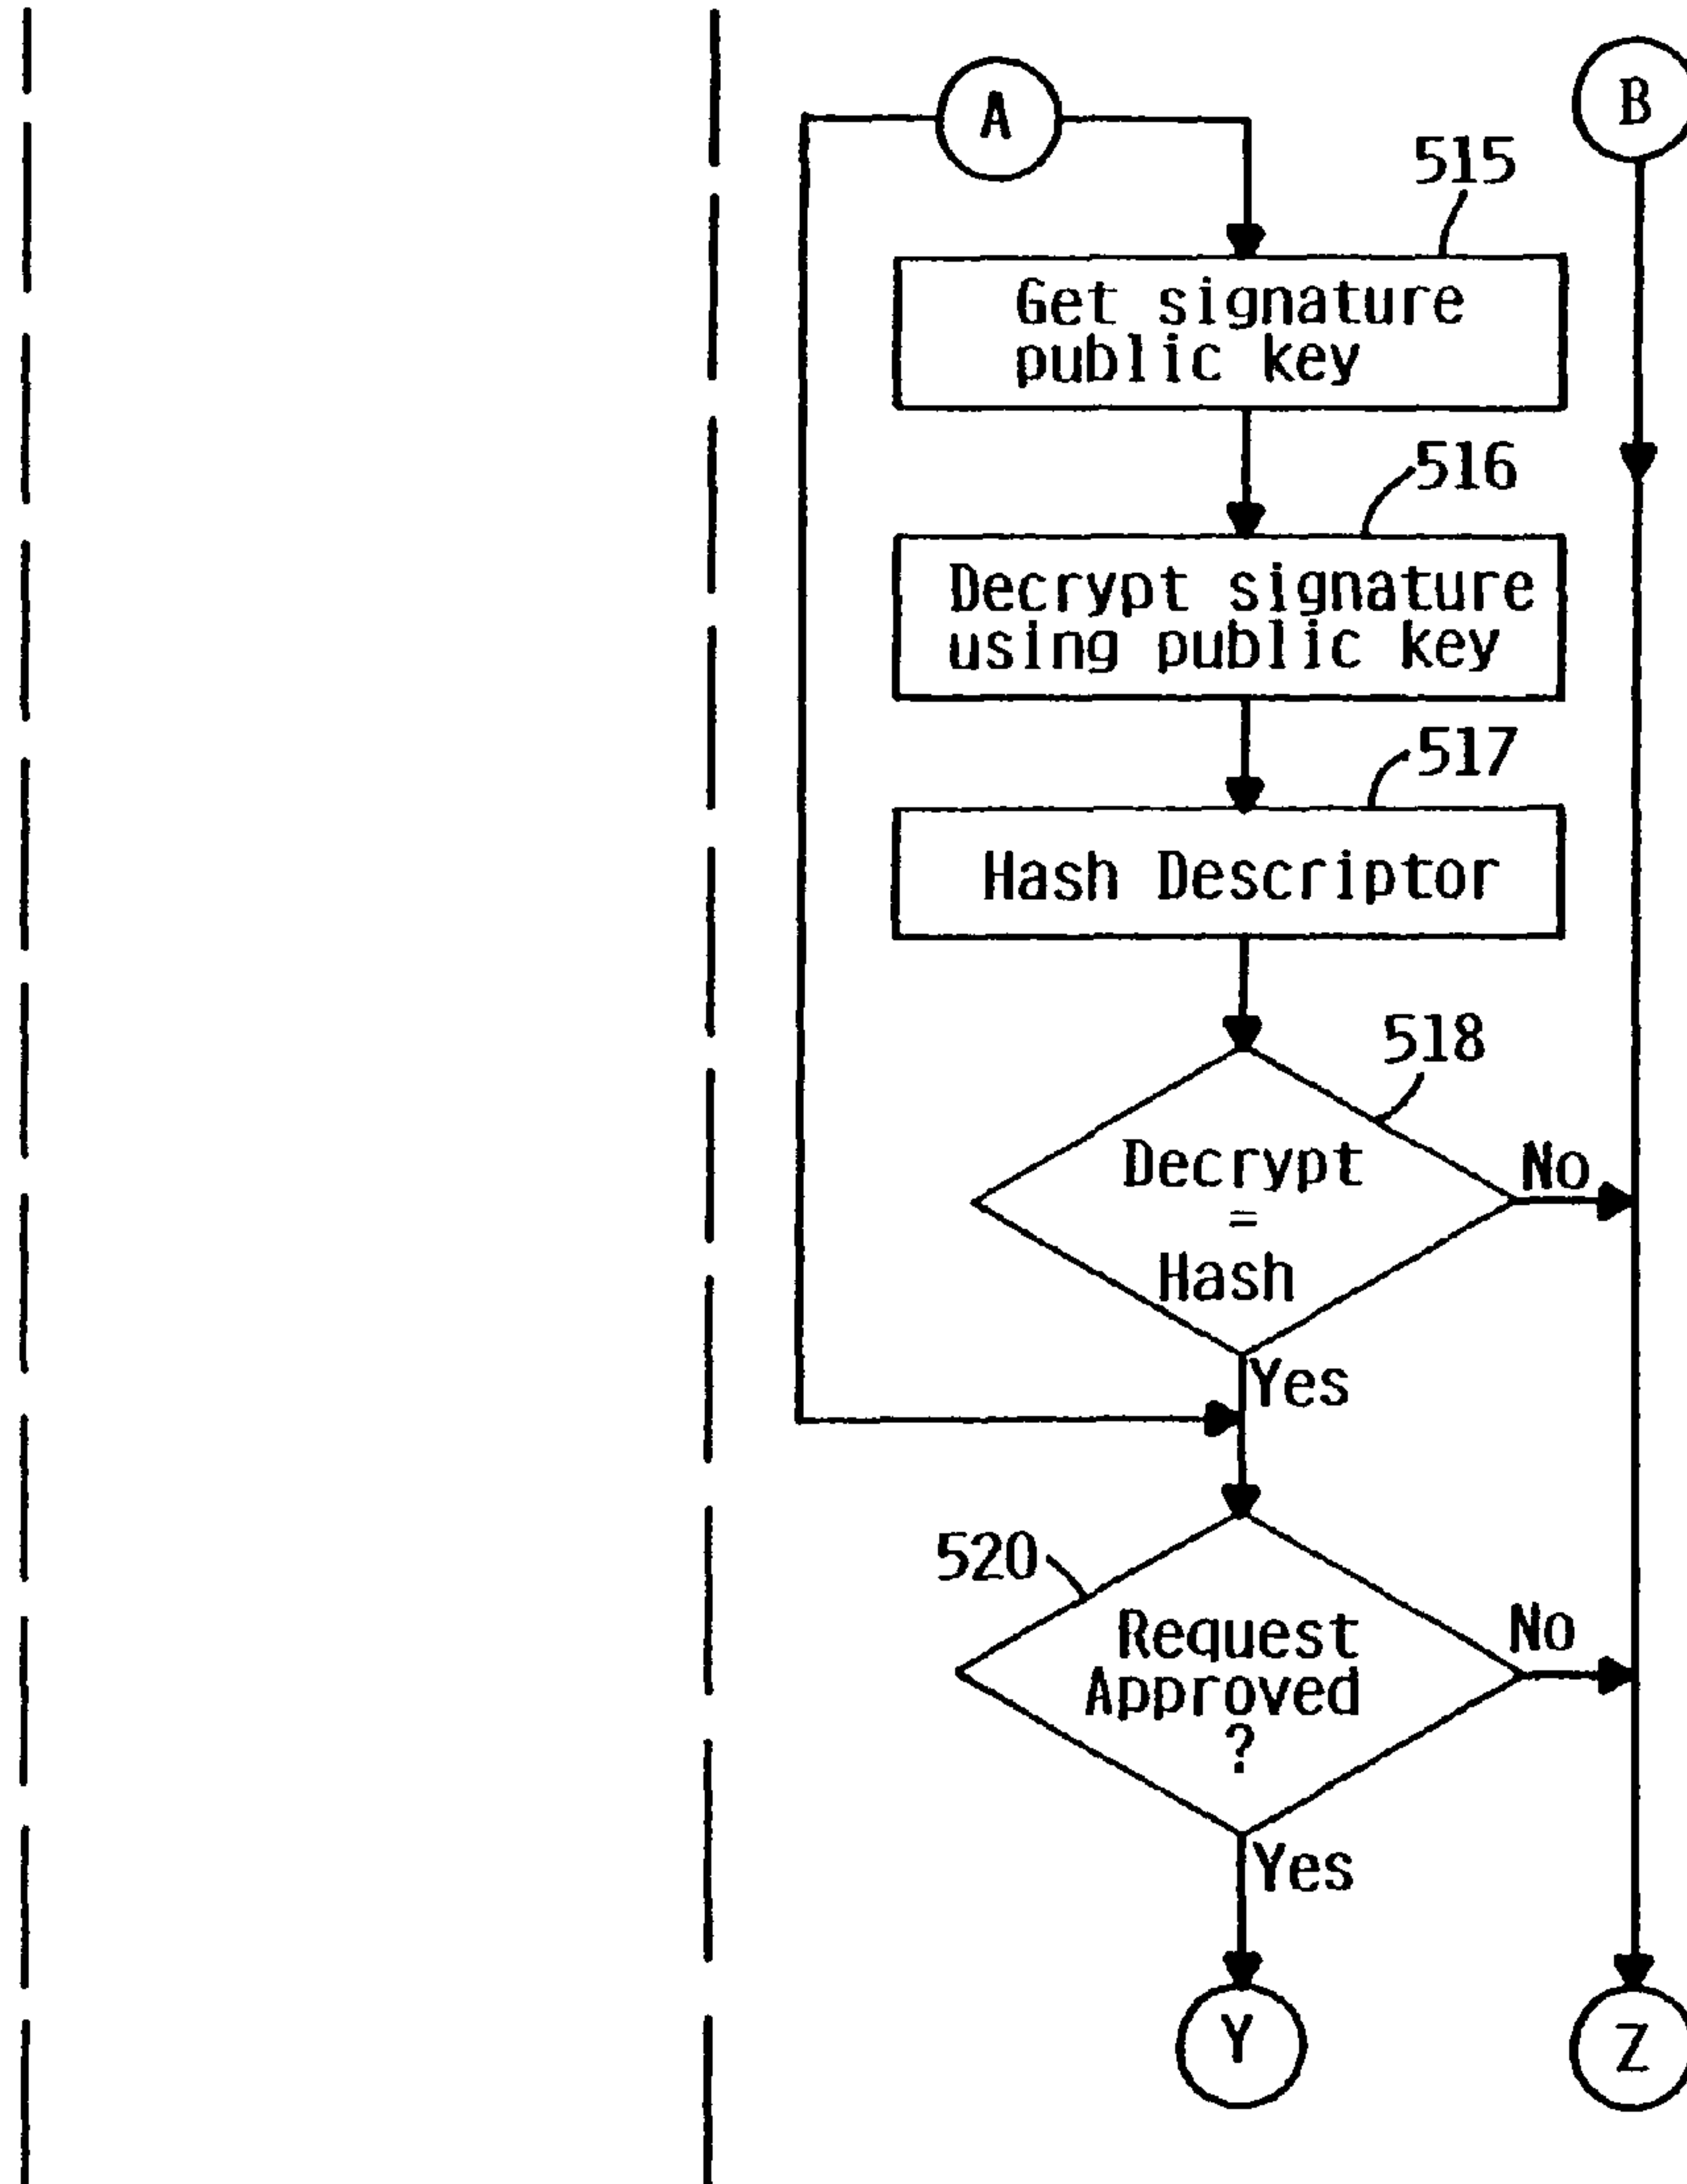 A
B
515
Get signature
public key
516
Decrypt signature
using public key
517
Hash Descriptor
518
Decrypt
=
Hash
No
Yes
520
Request
Approved
?
No
Yes
Y
Z